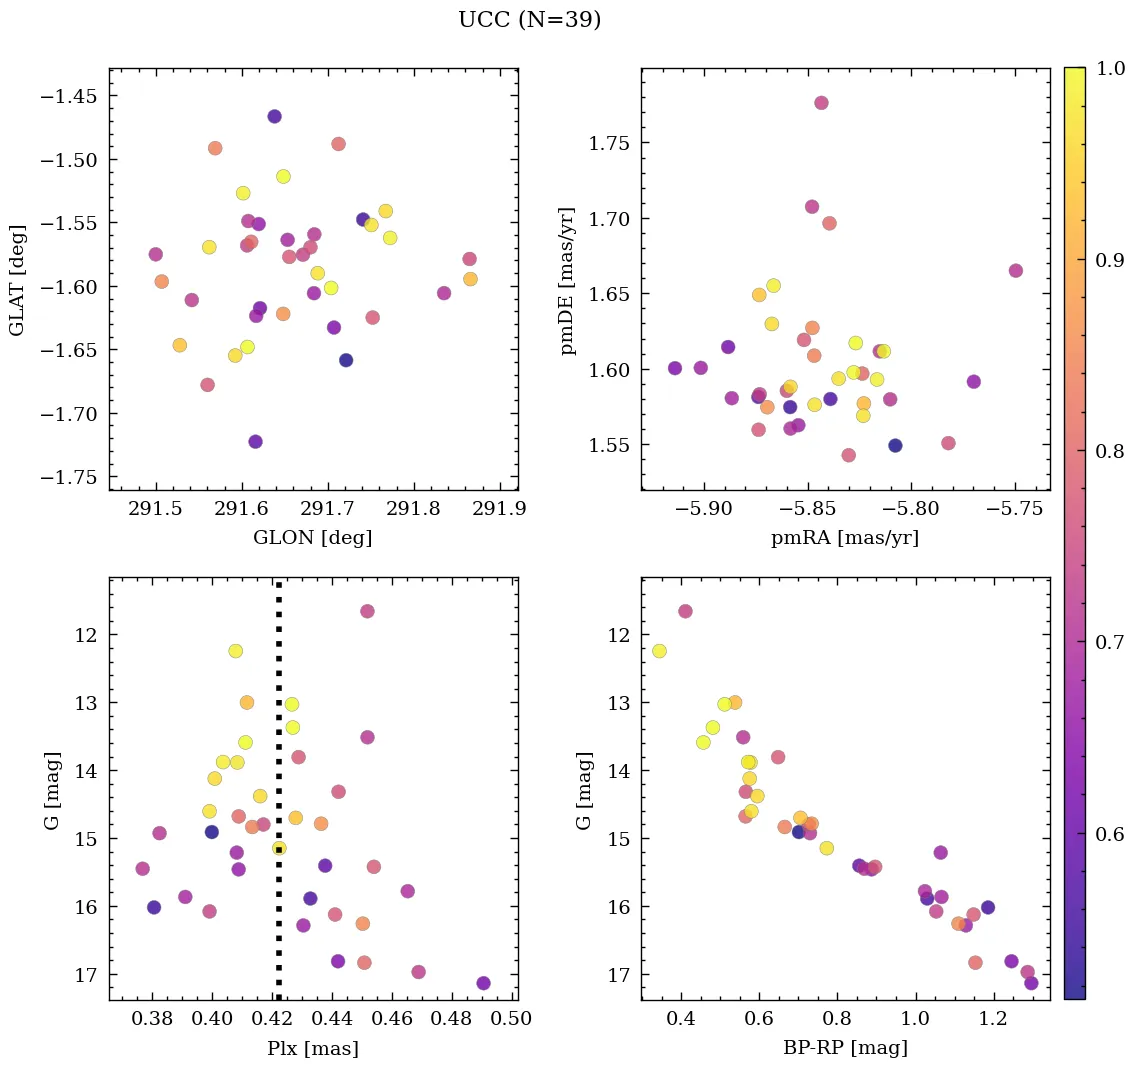 UCC (N=39)
−1.45
−1.50
−1.55
−1.60
−1.65
−1.70
−1.75
GLAT [deg]
291.5 291.6 291.7 291.8 291.9
GLON [deg]
1.75
1.70
1.65
1.60
1.55
pmDE [mas/yr]
−5.90 −5.85 −5.80 −5.75
pmRA [mas/yr]
12
13
14
15
16
17
G [mag]
0.38 0.40 0.42 0.44 0.46 0.48 0.50
Plx [mas]
12
13
14
15
16
17
G [mag]
0.4 0.6 0.8 1.0 1.2
BP-RP [mag]
1.0
0.9
0.8
0.7
0.6